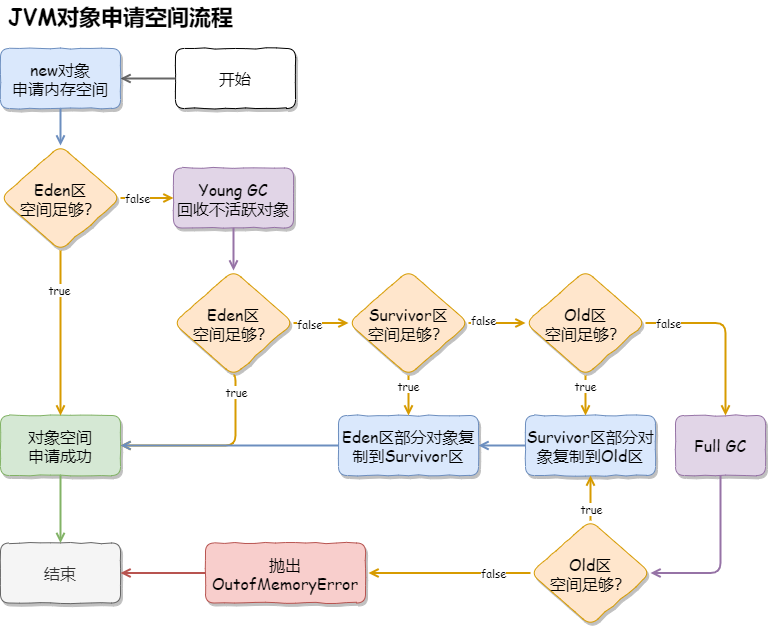 JVM对象申请空间流程
new对象
申请内存空间
开始
Eden区
空间足够？
false
Young GC
回收不活跃对象
true
Eden区
空间足够？
false
Survivor区
空间足够？
false
Old区
空间足够？
false
true
true
true
对象空间
申请成功
Eden区部分对象复
制到Survivor区
Survivor区部分对
象复制到Old区
Full GC
true
结束
抛出
OutofMemoryError
false
Old区
空间足够？